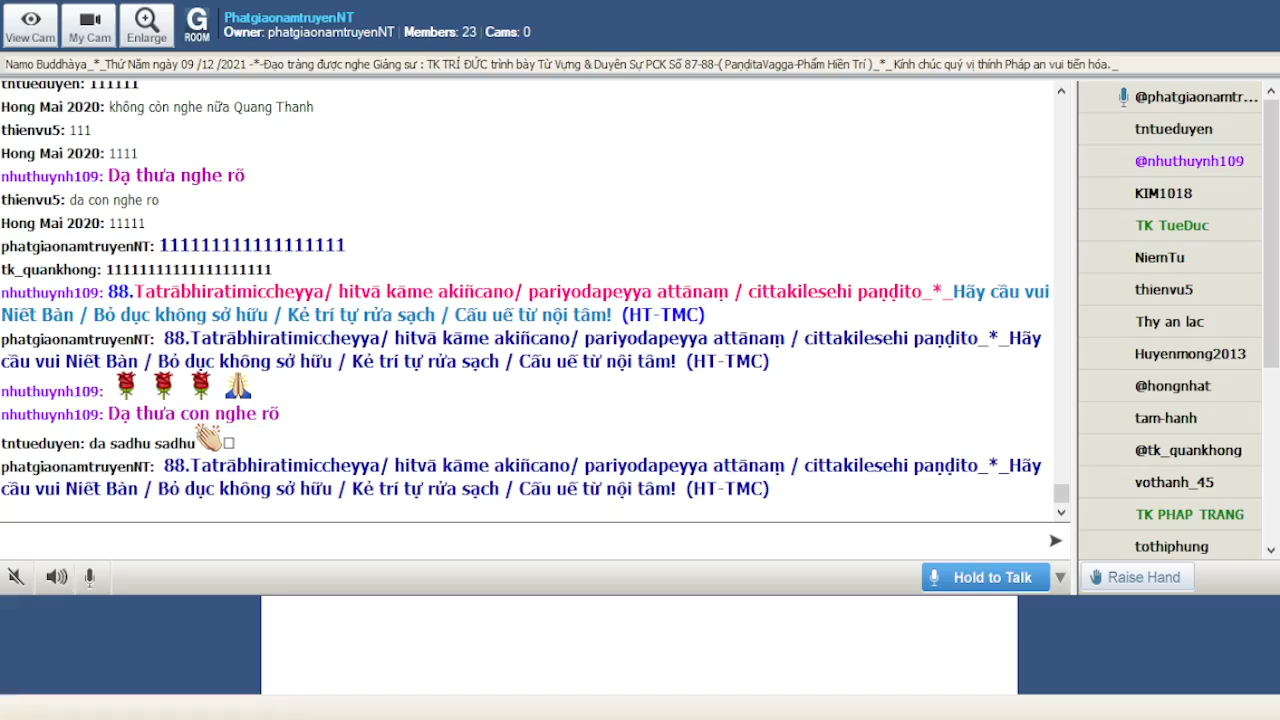 View Cam
My Cam
Enlarge
G
ROOM
PhatgiaonamtruyenNT
Owner: phatgiaonamtruyenNT | Members: 23 | Cams: 0
Namo Buddhàya_*_Thứ Năm ngày 09 /12 /2021 -*-Đạo tràng được nghe Giảng sư : TK TRÍ ĐỨC trình bày Từ Vựng & Duyên Sự PCK Số 87-88-( PaṇḍitaVagga-Phẩm Hiền Trí )_*_ Kính chúc quý vị thính Pháp an vui tiến hóa._
tntueduyen: 111111
Hong Mai 2020: không còn nghe nữa Quang Thanh
thienvu5: 111
Hong Mai 2020: 1111
nhuthuynh109: Dạ thưa nghe rõ
thienvu5: da con nghe ro
Hong Mai 2020: 11111
phatgiaonamtruyenNT: 111111111111111111
tk_quankhong: 11111111111111111111
nhuthuynh109: 88.Tatrābhiratimiccheyya/ hitvā kāme akiñcano/ pariyodapeyya attānaṃ / cittakilesehi paṇḍito_*_Hãy cầu vui
Niết Bàn / Bỏ dục không sở hữu / Kẻ trí tự rửa sạch / Cấu uế từ nội tâm! (HT-TMC)
phatgiaonamtruyenNT: 88.Tatrābhiratimiccheyya/ hitvā kāme akiñcano/ pariyodapeyya attānaṃ / cittakilesehi paṇḍito_*_Hãy
cầu vui Niết Bàn / Bỏ dục không sở hữu / Kẻ trí tự rửa sạch / Cấu uế từ nội tâm! (HT-TMC)
nhuthuynh109:
nhuthuynh109: Dạ thưa con nghe rõ
tntueduyen: da sadhu sadhu
phatgiaonamtruyenNT: 88.Tatrābhiratimiccheyya/ hitvā kāme akiñcano/ pariyodapeyya attānaṃ / cittakilesehi paṇḍito_*_Hãy
cầu vui Niết Bàn / Bỏ dục không sở hữu / Kẻ trí tự rửa sạch / Cấu uế từ nội tâm! (HT-TMC)
Hold to Talk
@phatgiaonamtr...
tntueduyen
@nhuthuynh109
KIM1018
TK TueDuc
NiemTu
thienvu5
Thy an lac
Huyenmong2013
@hongnhat
tam-hanh
@tk_quankhong
vothanh_45
TK PHAP TRANG
tothiphung
Raise Hand